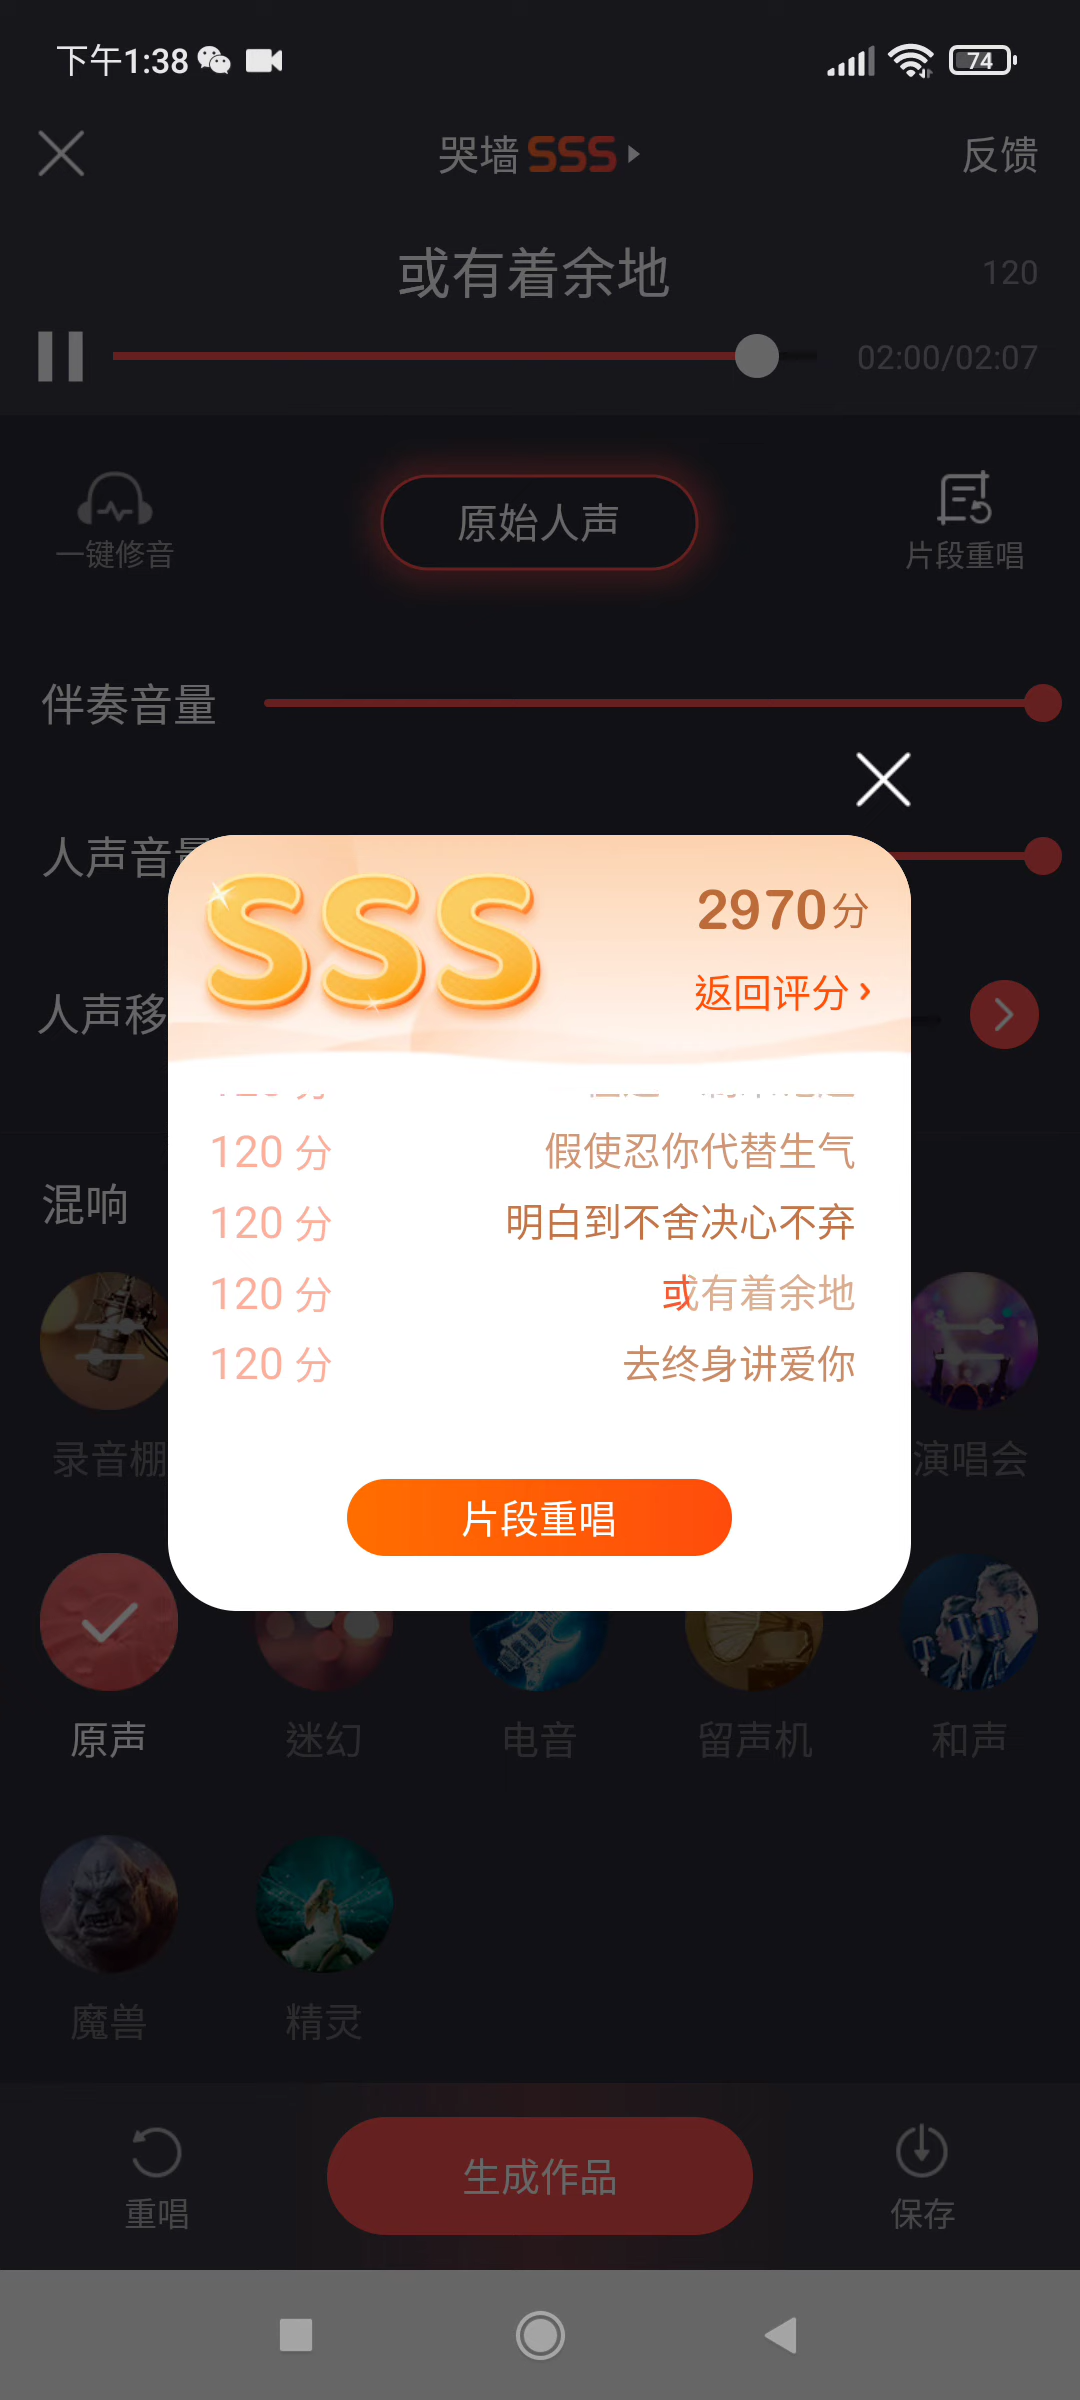 下午1:38
74
哭墙 SSS
反馈
或有着余地
120
02:00/02:07
一键修音
原始人声
片段重唱
伴奏音量
人声音量
人声移
SSS
2970分
返回评分
120 分
假使忍你代替生气
120 分
明白到不舍决心不弃
120 分
或有着余地
120 分
去终身讲爱你
片段重唱
混响
录音棚
演唱会
原声
迷幻
电音
留声机
和声
魔兽
精灵
重唱
生成作品
保存